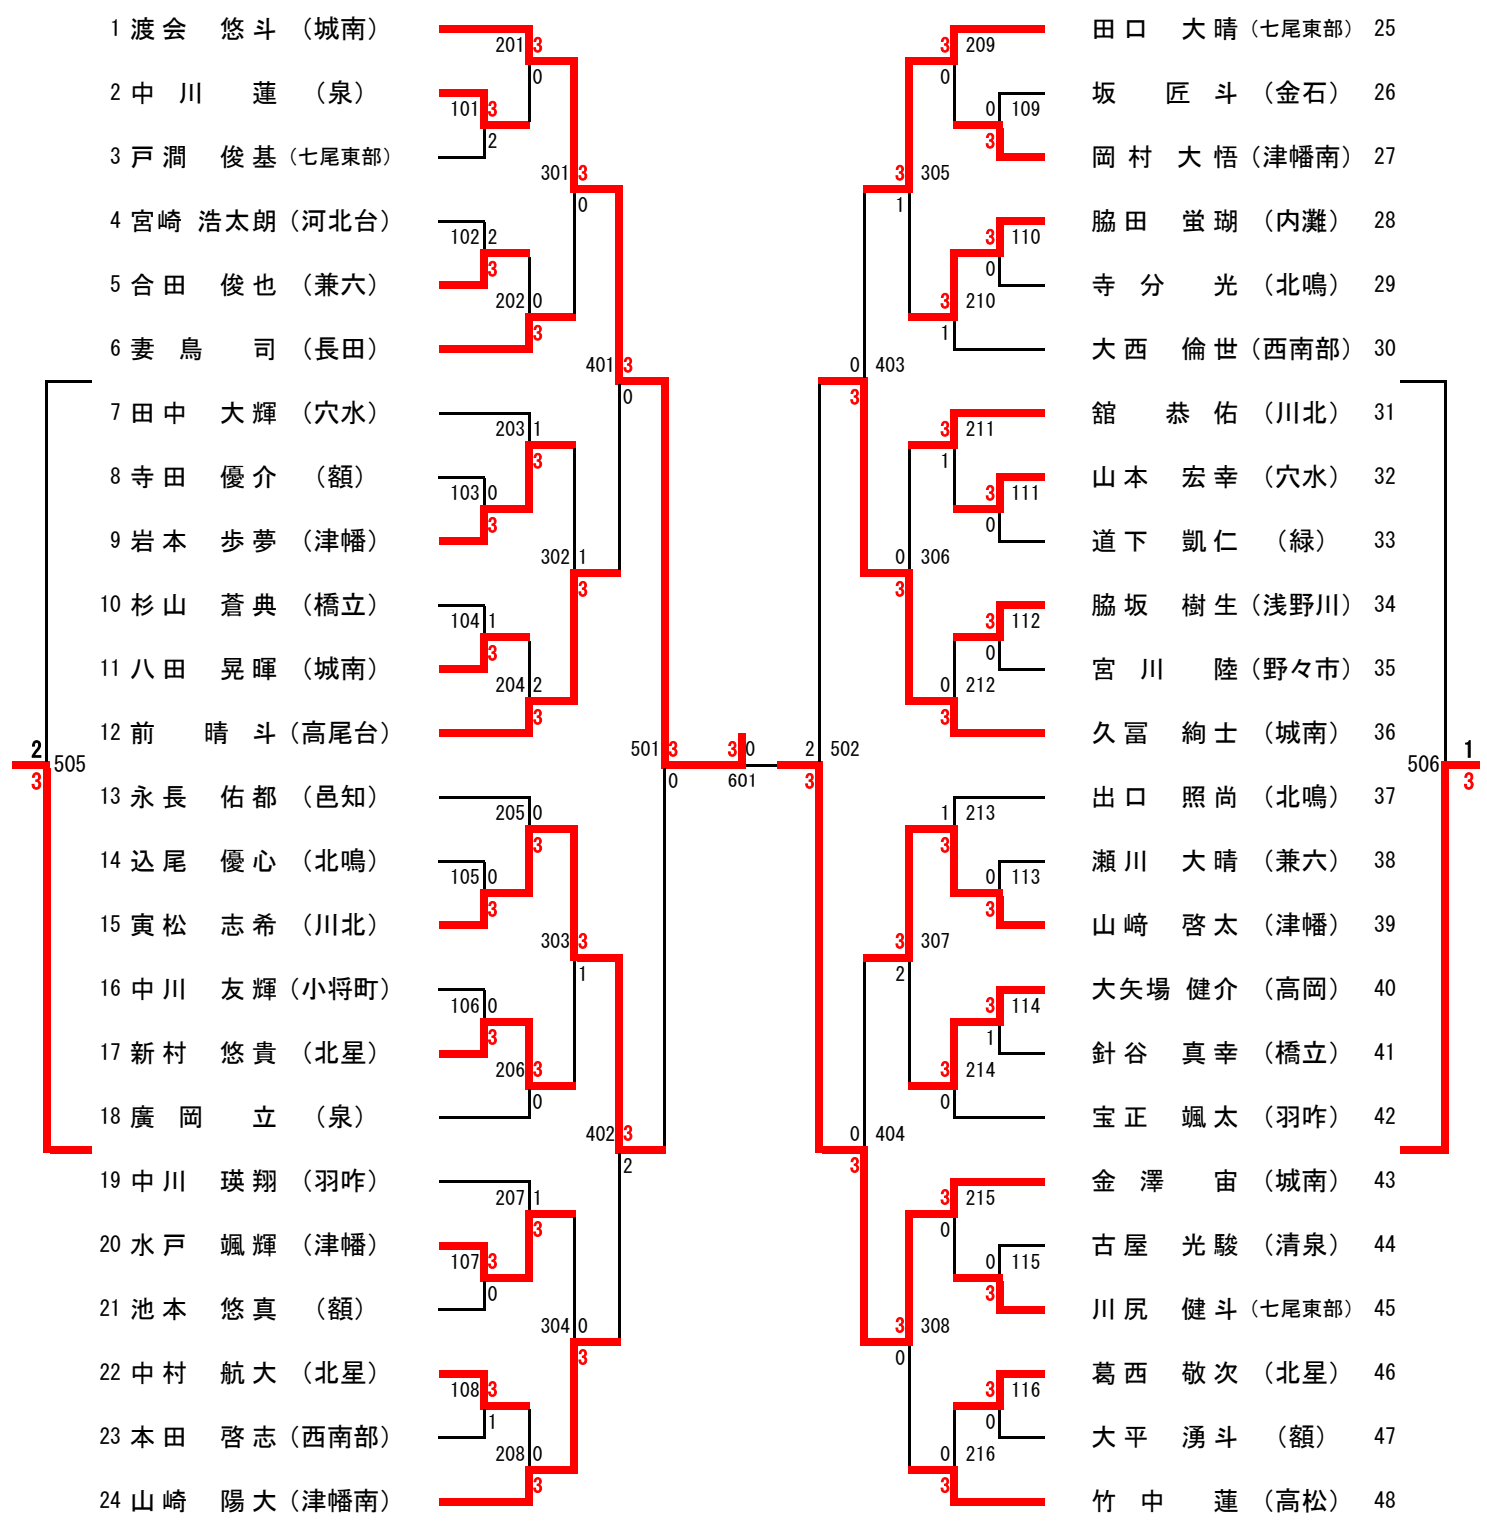 1 渡会 悠斗 （城南）
201 3
0
2 中川 蓮 （泉）
101 3
2
3 戸澗 俊基 （七尾東部）
301 3
0
4 宮崎 浩太朗 （河北台）
102 2
3
5 合田 俊也 （兼六）
202 0
3
6 妻鳥 司 （長田）
401 3
0
7 田中 大輝 （穴水）
203 1
3
8 寺田 優介 （額）
103 0
3
9 岩本 歩夢 （津幡）
302 1
3
10 杉山 蒼典 （橋立）
104 1
3
11 八田 晃暉 （城南）
204 2
3
12 前 晴斗 （高尾台）
2
505
3
501 3
0
13 永長 佑都 （邑知）
205 0
3
14 込尾 優心 （北鳴）
105 0
3
15 寅松 志希 （川北）
303 3
1
16 中川 友輝 （小将町）
106 0
3
17 新村 悠貴 （北星）
206 3
0
18 廣岡 立 （泉）
402 3
2
19 中川 瑛翔 （羽咋）
207 1
3
20 水戸 颯輝 （津幡）
107 3
0
21 池本 悠真 （額）
304 0
3
22 中村 航大 （北星）
108 3
1
23 本田 啓志 （西南部）
208 0
3
24 山崎 陽大 （津幡南）
3 0
601
田口 大晴 （七尾東部） 25
3 209
0
坂 匠斗 （金石） 26
0 109
3
岡村 大悟 （津幡南） 27
3 305
1
脇田 蛍瑚 （内灘） 28
3 110
0
寺分 光 （北鳴） 29
3 210
1
大西 倫世 （西南部） 30
0 403
3
舘 恭佑 （川北） 31
3 211
1
山本 宏幸 （穴水） 32
3 111
0
道下 凱仁 （緑） 33
0 306
3
脇坂 樹生 （浅野川） 34
3 112
0
宮川 陸 （野々市） 35
0 212
3
久冨 絢士 （城南） 36
2 502
3
1
506
3
出口 照尚 （北鳴） 37
1 213
3
瀬川 大晴 （兼六） 38
0 113
3
山﨑 啓太 （津幡） 39
3 307
2
大矢場 健介 （高岡） 40
3 114
1
針谷 真幸 （橋立） 41
3 214
0
宝正 颯太 （羽咋） 42
0 404
3
金澤 宙 （城南） 43
3 215
0
古屋 光駿 （清泉） 44
0 115
3
川尻 健斗 （七尾東部） 45
3 308
0
葛西 敬次 （北星） 46
3 116
0
大平 湧斗 （額） 47
0 216
3
竹中 蓮 （高松） 48